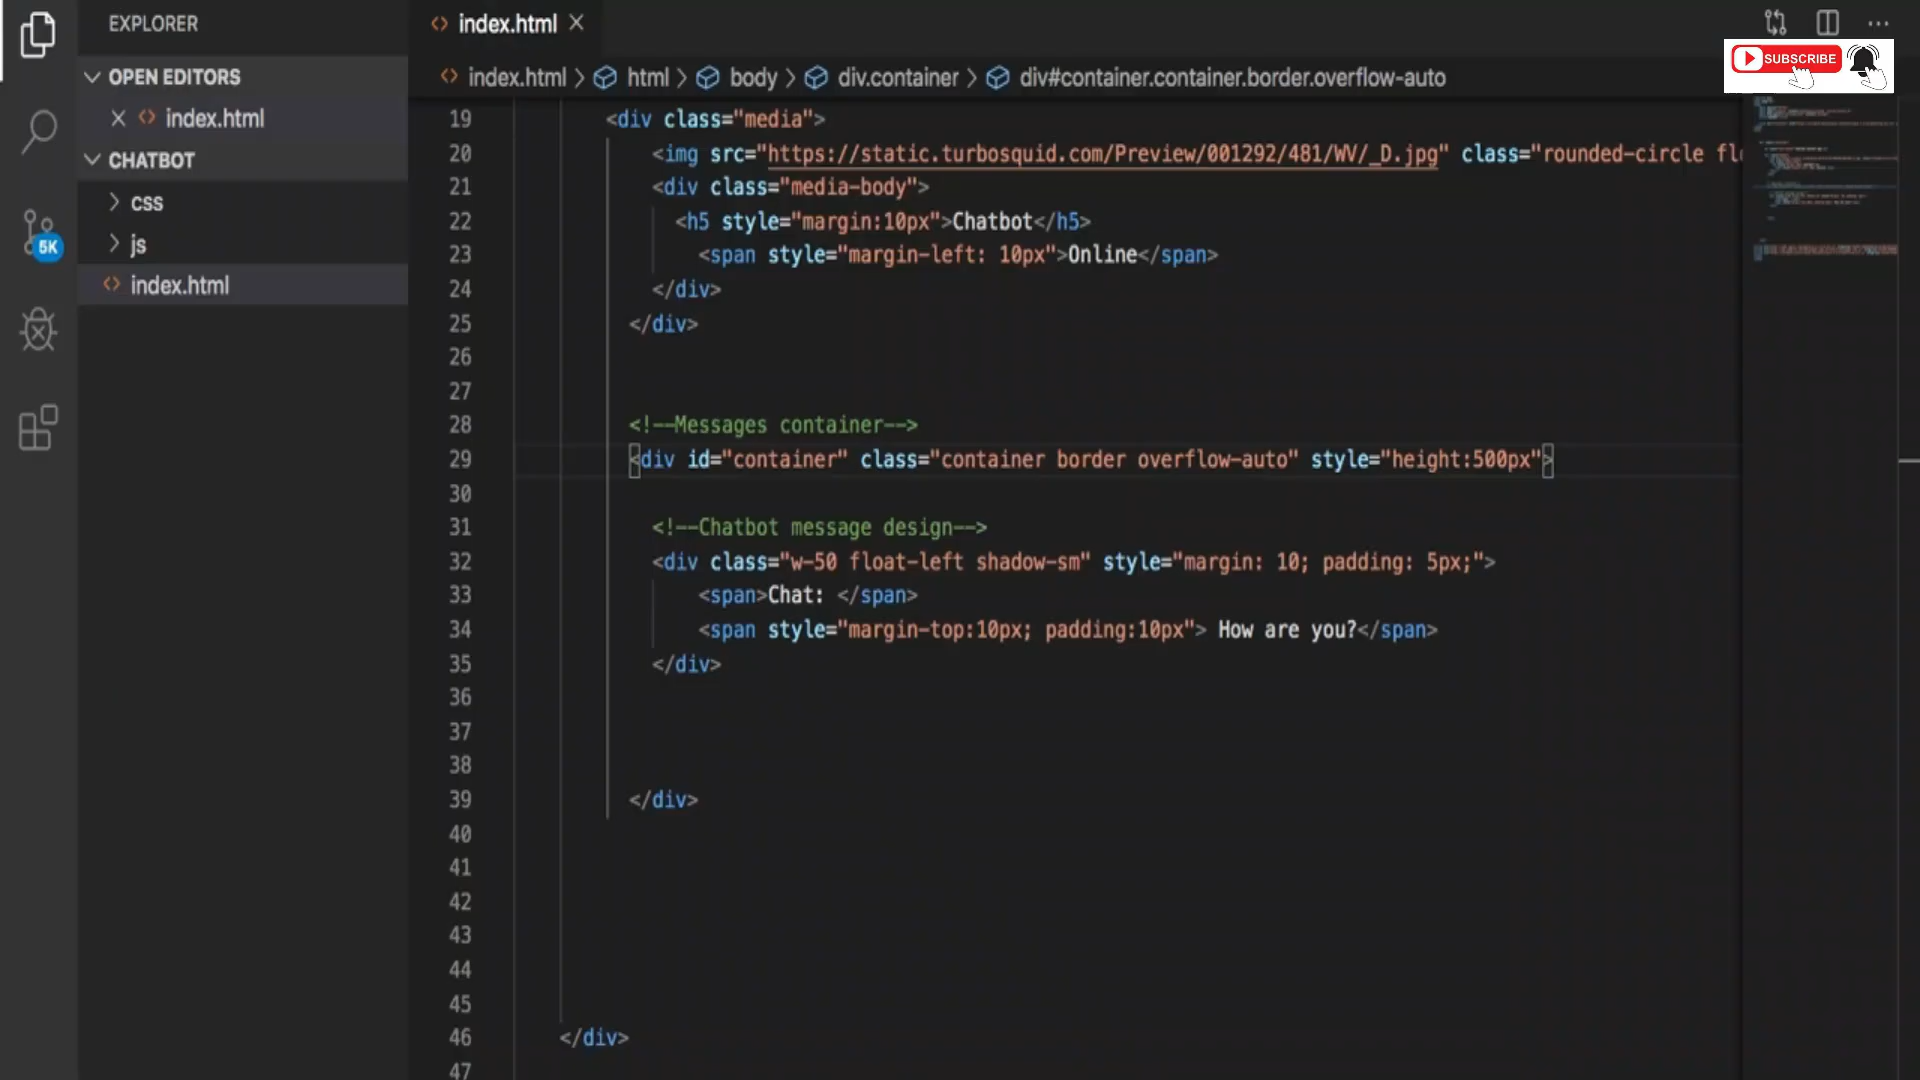 EXPLORER
OPEN EDITORS
index.html
CHATBOT
css
js
index.html
5K
index.html
SUBSCRIBE
index.html > html > body > div.container > div#container.container.border.overflow-auto
19 <div class="media">
20 <img src="https://static.turbosquid.com/Preview/001292/481/WV/_D.jpg" class="rounded-circle flo
21 <div class="media-body">
22 <h5 style="margin:10px">Chatbot</h5>
23 <span style="margin-left: 10px">Online</span>
24 </div>
25 </div>
26
27
28 <!--Messages container-->
29 <div id="container" class="container border overflow-auto" style="height:500px">
30
31 <!--Chatbot message design-->
32 <div class="w-50 float-left shadow-sm" style="margin: 10; padding: 5px;">
33 <span>Chat: </span>
34 <span style="margin-top:10px; padding:10px"> How are you?</span>
35 </div>
36
37
38
39 </div>
40
41
42
43
44
45
46 </div>
47